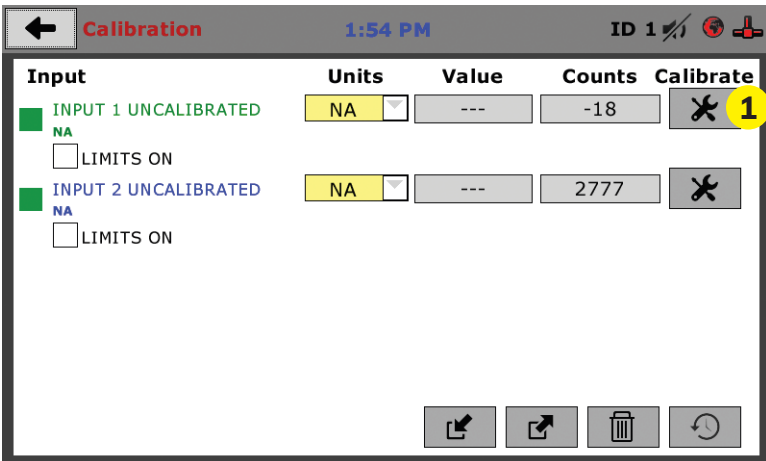 Calibration 1:54 PM ID 1
Input Units Value Counts Calibrate
INPUT 1 UNCALIBRATED NA --- -18 1
NA
LIMITS ON
INPUT 2 UNCALIBRATED NA --- 2777
NA
LIMITS ON